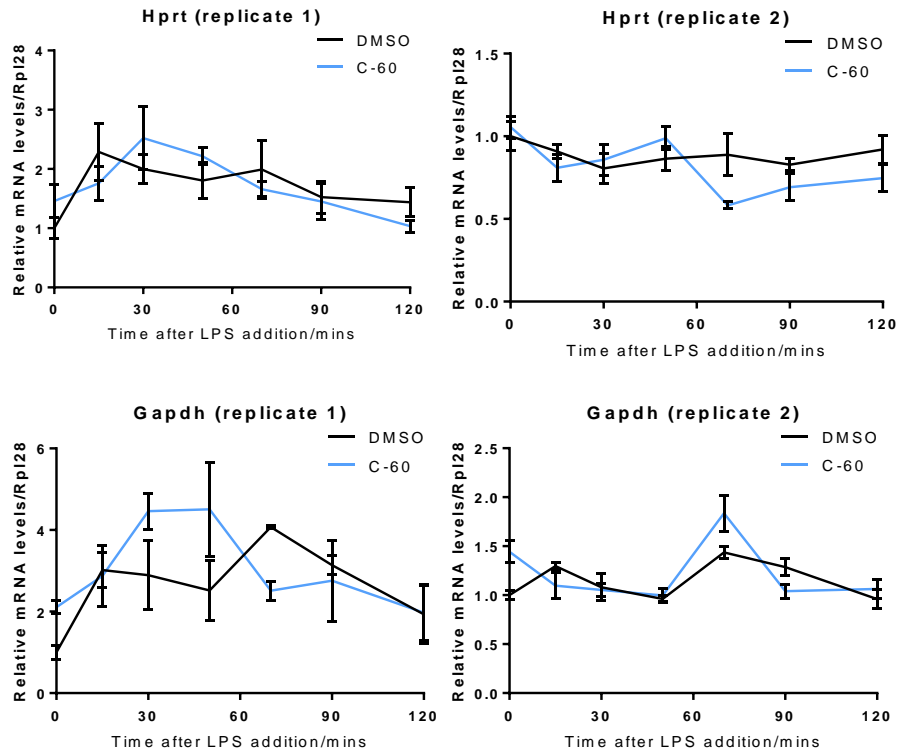 Hprt (replicate 1)
DMSO
C-60
Relative mRNA levels/Rpl28
4
3
2
1
0
0 30 60 90 120
Time after LPS addition/mins
Hprt (replicate 2)
DMSO
C-60
Relative mRNA levels/Rpl28
1.5
1.0
0.5
0.0
0 30 60 90 120
Time after LPS addition/mins
Gapdh (replicate 1)
DMSO
C-60
Relative mRNA levels/Rpl28
6
4
2
0
0 30 60 90 120
Time after LPS addition/mins
Gapdh (replicate 2)
DMSO
C-60
Relative mRNA levels/Rpl28
2.5
2.0
1.5
1.0
0.5
0.0
0 30 60 90 120
Time after LPS addition/mins